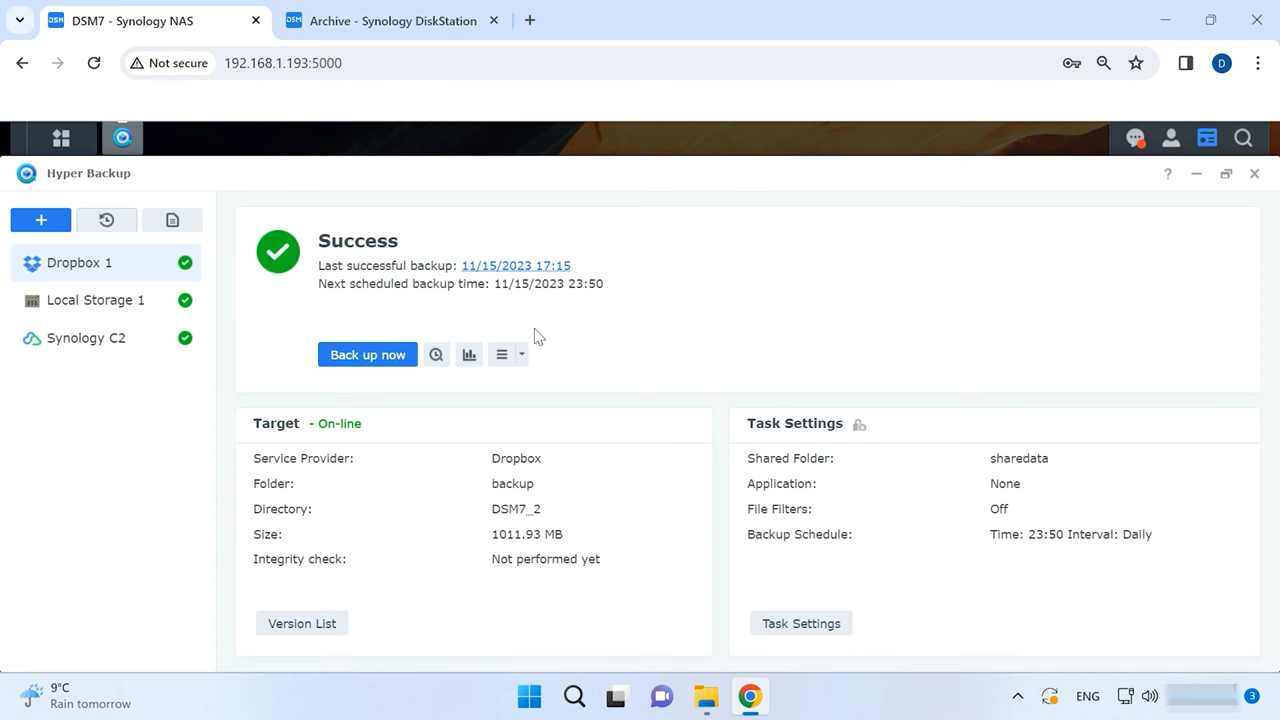 DSM DSM7 - Synology NAS
DSM Archive - Synology DiskStation
Not secure 192.168.1.193:5000 D
Hyper Backup ?
Dropbox 1
Local Storage 1
Synology C2
Success
Last successful backup: 11/15/2023 17:15
Next scheduled backup time: 11/15/2023 23:50
Back up now
Target - On-line
Service Provider: Dropbox
Folder: backup
Directory: DSM7_2
Size: 1011.93 MB
Integrity check: Not performed yet
Version List
Task Settings
Shared Folder: sharedata
Application: None
File Filters: Off
Backup Schedule: Time: 23:50 Interval: Daily
Task Settings
9°C
Rain tomorrow
ENG
3